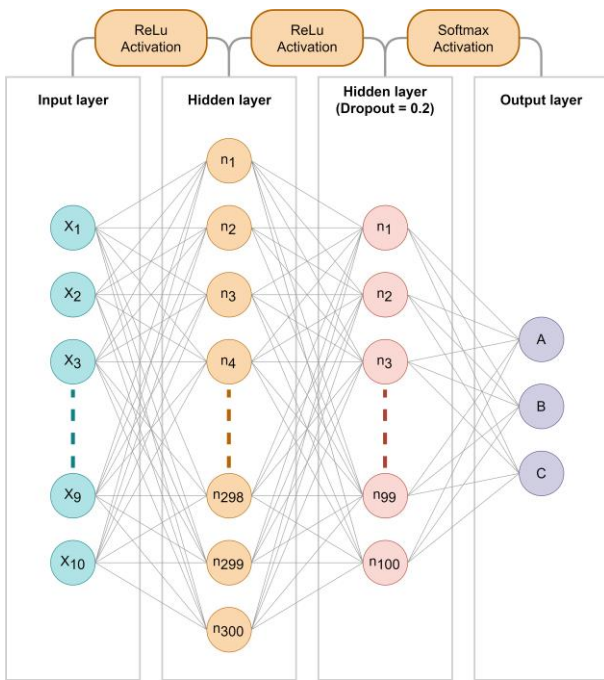 ReLu
Activation
ReLu
Activation
Softmax
Activation
Input layer
Hidden layer
Hidden layer
(Dropout = 0.2)
Output layer
X1
X2
X3
X9
X10
n1
n2
n3
n4
n298
n299
n300
n1
n2
n3
n99
n100
A
B
C